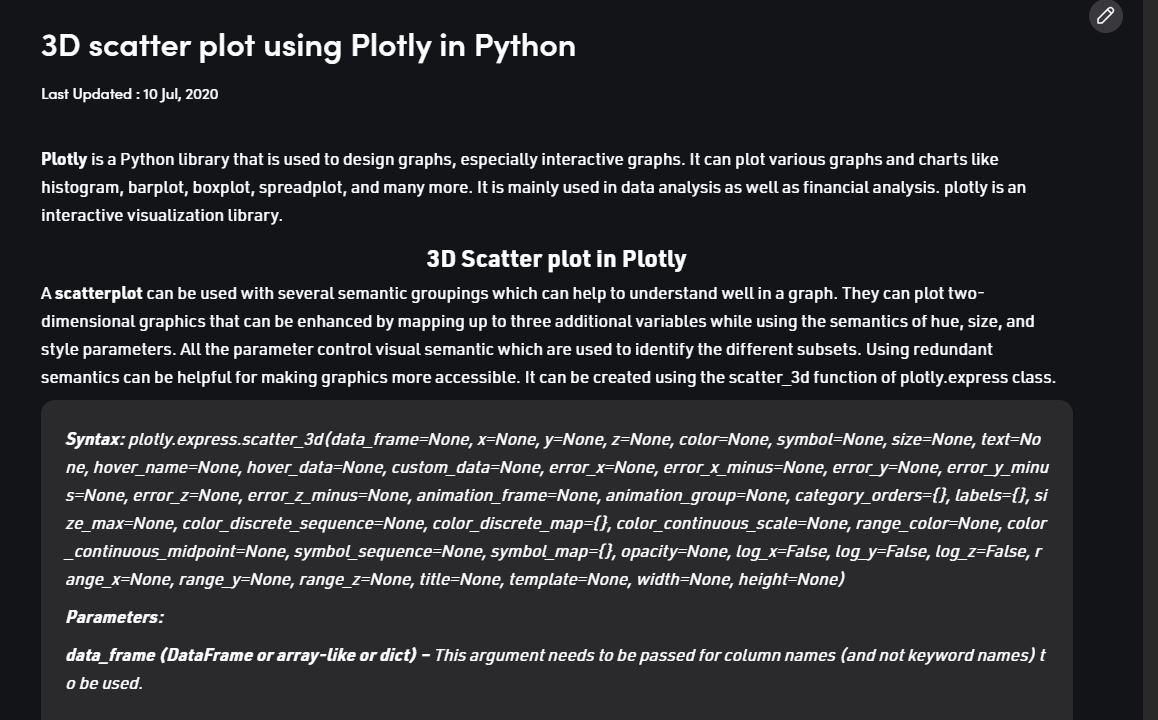 3D scatter plot using Plotly in Python
Last Updated : 10 Jul, 2020
Plotly is a Python library that is used to design graphs, especially interactive graphs. It can plot various graphs and charts like
histogram, barplot, boxplot, spreadplot, and many more. It is mainly used in data analysis as well as financial analysis. plotly is an
interactive visualization library.
3D Scatter plot in Plotly
A scatterplot can be used with several semantic groupings which can help to understand well in a graph. They can plot two-
dimensional graphics that can be enhanced by mapping up to three additional variables while using the semantics of hue, size, and
style parameters. All the parameter control visual semantic which are used to identify the different subsets. Using redundant
semantics can be helpful for making graphics more accessible. It can be created using the scatter_3d function of plotly.express class.
Syntax: plotly.express.scatter_3d(data_frame=None, x=None, y=None, z=None, color=None, symbol=None, size=None, text=No
ne, hover_name=None, hover_data=None, custom_data=None, error_x=None, error_x_minus=None, error_y=None, error_y_minu
s=None, error_z=None, error_z_minus=None, animation_frame=None, animation_group=None, category_orders={}, labels={}, si
ze_max=None, color_discrete_sequence=None, color_discrete_map={}, color_continuous_scale=None, range_color=None, color
_continuous_midpoint=None, symbol_sequence=None, symbol_map={}, opacity=None, log_x=False, log_y=False, log_z=False, r
ange_x=None, range_y=None, range_z=None, title=None, template=None, width=None, height=None)
Parameters:
data_frame (DataFrame or array-like or dict) – This argument needs to be passed for column names (and not keyword names) t
o be used.